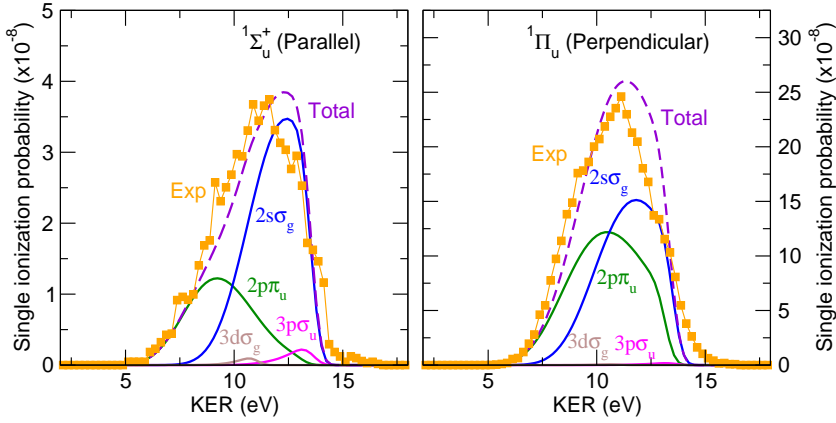 ¹Σᵤ⁺ (Parallel)
Single ionization probability (x10⁻⁸)
5
4
3
2
1
0
Total
Exp
2sσg
2pπu
3dσg
3pσu
5
10
15
KER (eV)
¹Πᵤ (Perpendicular)
Total
Exp
2sσg
2pπu
3dσg
3pσu
5
10
15
KER (eV)
30
25
20
15
10
5
0
Single ionization probability (x10⁻⁸)